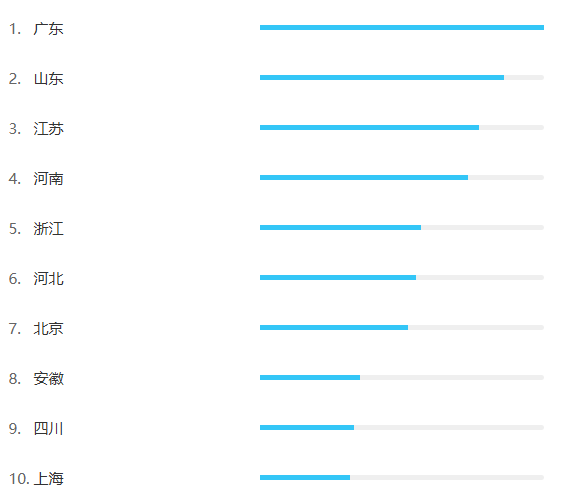 1. 广东
2. 山东
3. 江苏
4. 河南
5. 浙江
6. 河北
7. 北京
8. 安徽
9. 四川
10. 上海